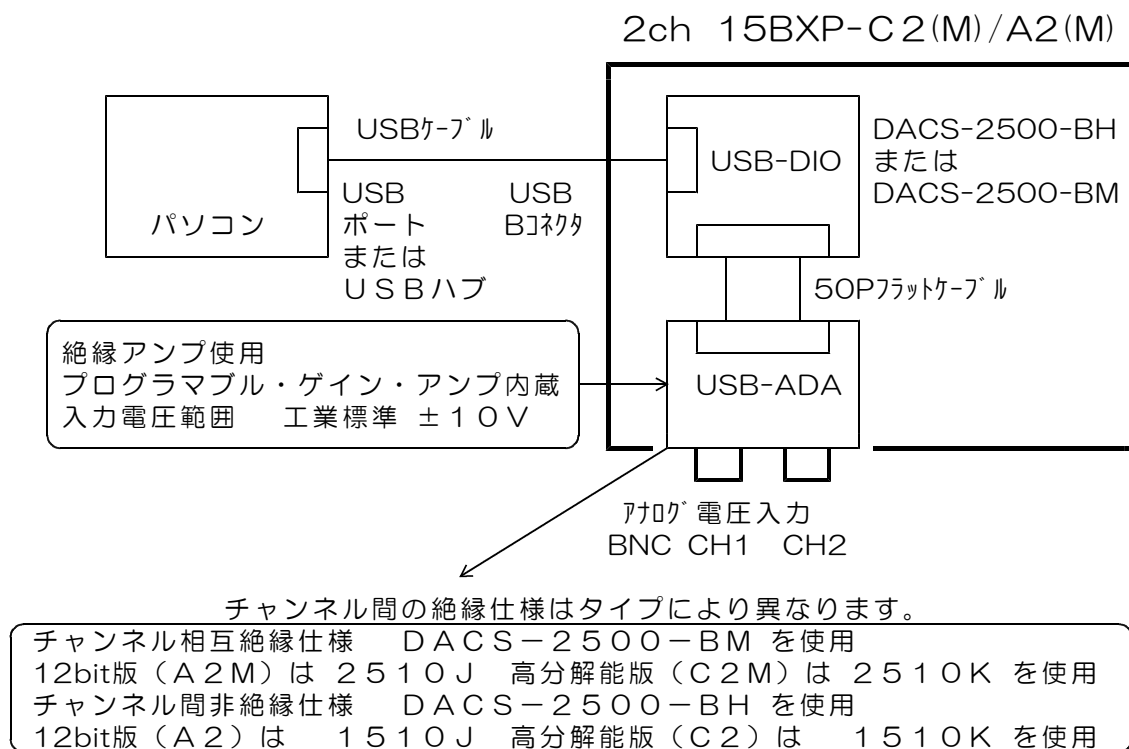 2ch 15BXP-C2(M)/A2(M)
USBｹｰﾌﾞﾙ
USB-DIO
DACS-2500-BH
または
DACS-2500-BM
パソコン
USB
ポート
または
ＵＳＢハブ
USB
Bｺﾈｸﾀ
50Pﾌﾗｯﾄｹｰﾌﾞﾙ
絶縁アンプ使用
プログラマブル・ゲイン・アンプ内蔵
入力電圧範囲　工業標準 ±１０Ｖ
USB-ADA
ｱﾅﾛｸﾞ電圧入力
BNC CH1 CH2
チャンネル間の絶縁仕様はタイプにより異なります。
チャンネル相互絶縁仕様　ＤＡＣＳ－２５００－ＢＭ を使用
12bit版（Ａ２Ｍ）は ２５１０Ｊ　高分解能版（Ｃ２Ｍ）は ２５１０Ｋ を使用
チャンネル間非絶縁仕様　ＤＡＣＳ－２５００－ＢＨ を使用
12bit版（Ａ２）は　１５１０Ｊ　高分解能版（Ｃ２）は　１５１０Ｋ を使用